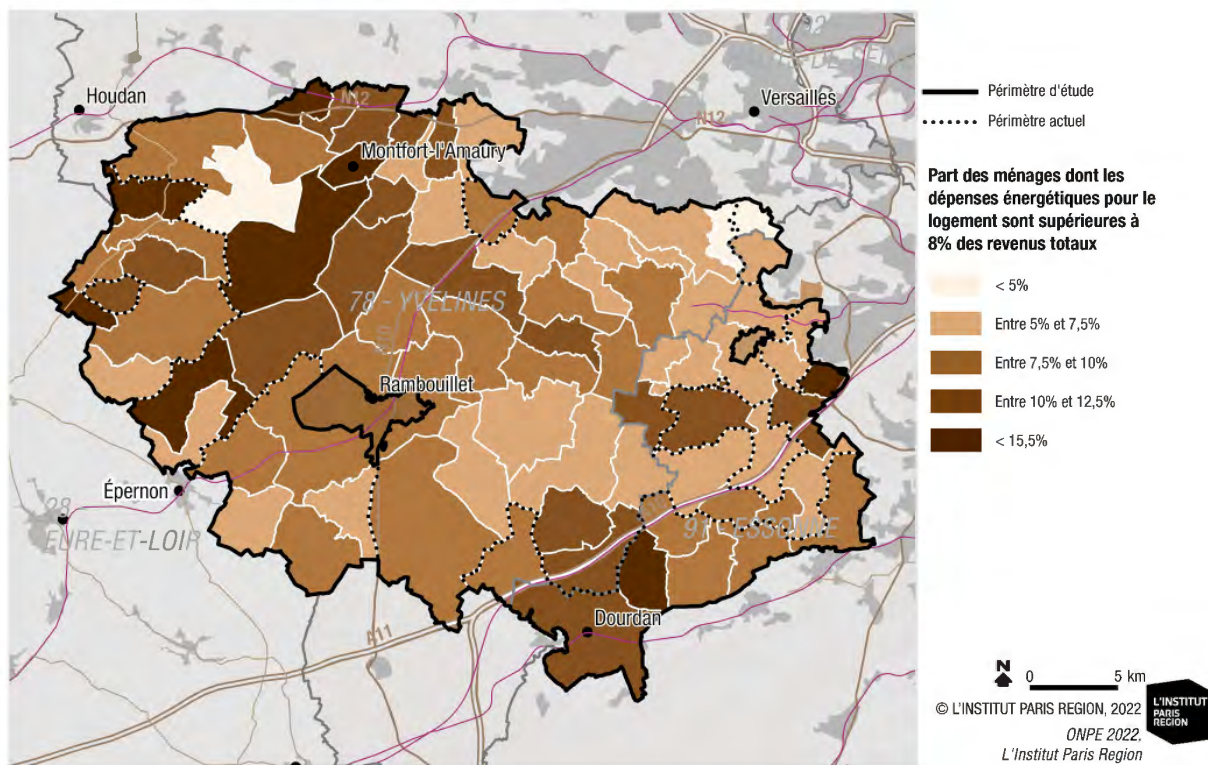 Houdan
N12
Montfort-l'Amaury
Versailles
N12
78 - YVELINES
Rambouillet
Épernon
28
EURE-ET-LOIR
91 - ESSONNE
Dourdan
A11
Périmètre d'étude
Périmètre actuel
Part des ménages dont les
dépenses énergétiques pour le
logement sont supérieures à
8% des revenus totaux
< 5%
Entre 5% et 7,5%
Entre 7,5% et 10%
Entre 10% et 12,5%
< 15,5%
N
0 5 km
© L'INSTITUT PARIS REGION, 2022
ONPE 2022,
L'Institut Paris Region
L'INSTITUT
PARIS
REGION